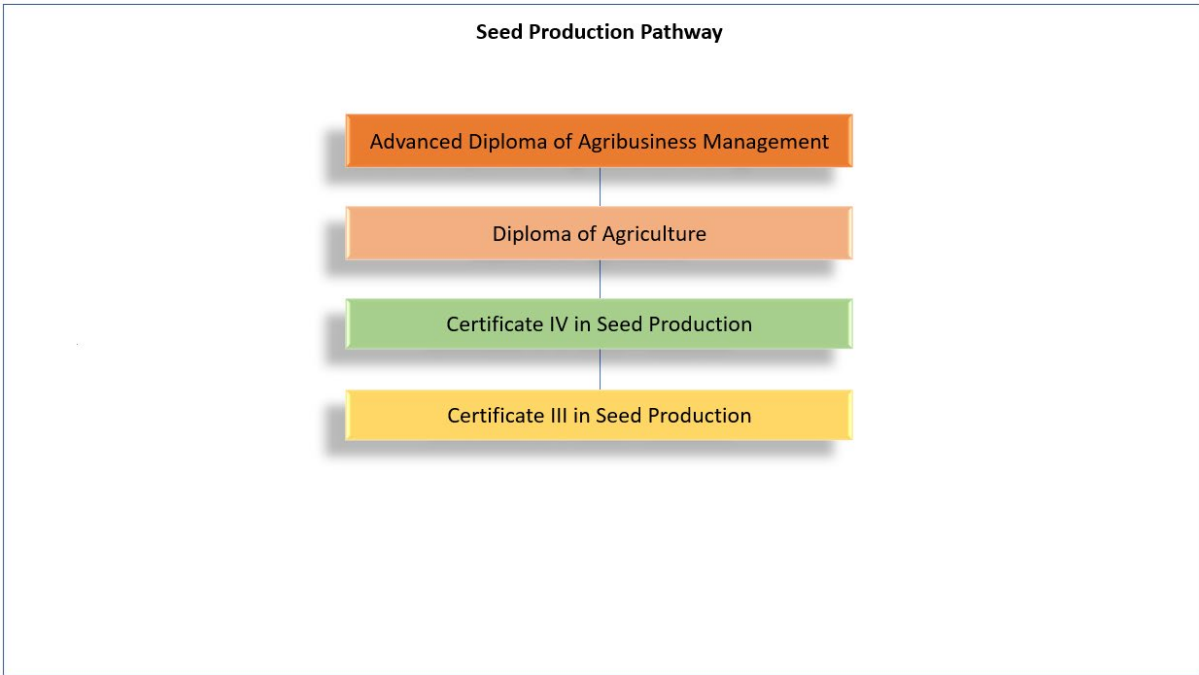 Seed Production Pathway
Advanced Diploma of Agribusiness Management
Diploma of Agriculture
Certificate IV in Seed Production
Certificate III in Seed Production